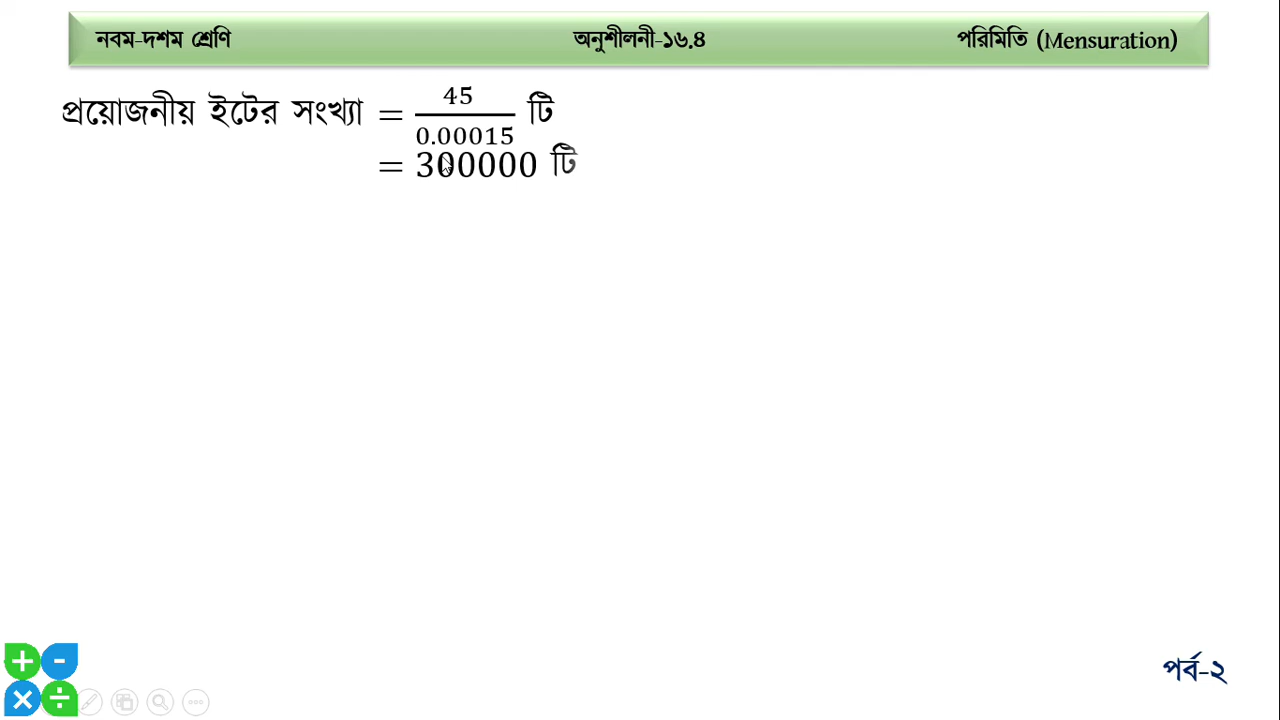 নবম-দশম শ্রেণি অনুশীলনী-১৬.৪ পরিমিতি (Mensuration)
প্রয়োজনীয় ইটের সংখ্যা = 45/0.00015 টি
= 300000 টি
পর্ব-২